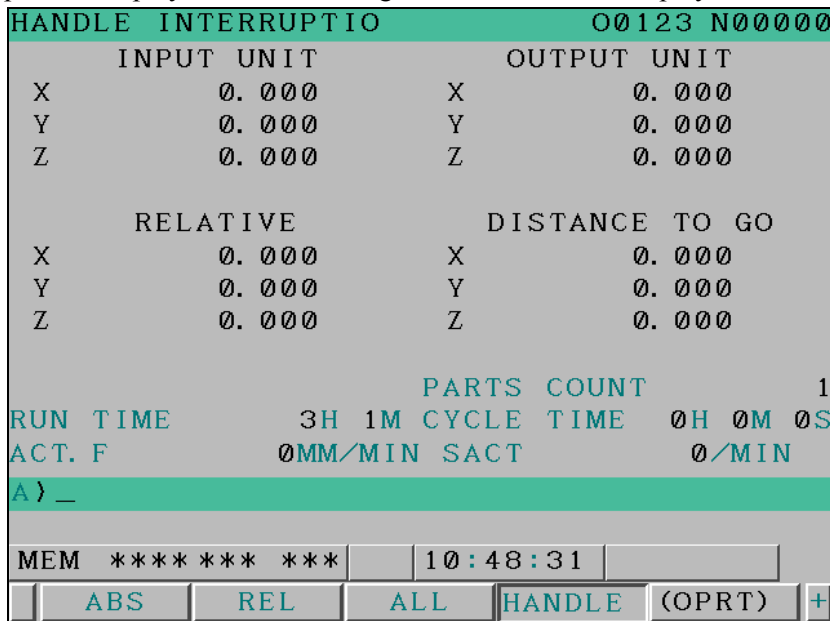 HANDLE INTERRUPTIO O0123 N00000
INPUT UNIT OUTPUT UNIT
X 0.000 X 0.000
Y 0.000 Y 0.000
Z 0.000 Z 0.000
RELATIVE DISTANCE TO GO
X 0.000 X 0.000
Y 0.000 Y 0.000
Z 0.000 Z 0.000
PARTS COUNT 1
RUN TIME 3H 1M CYCLE TIME 0H 0M 0S
ACT.F 0MM/MIN SACT 0/MIN
A)_
MEM **** *** *** 10:48:31
ABS REL ALL HANDLE (OPRT) +